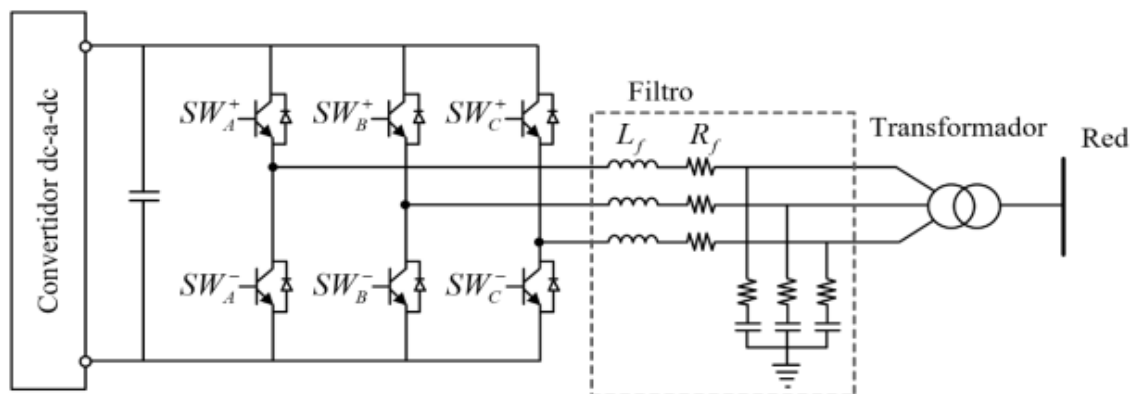 Convertidor dc-a-dc
SW_A^+
SW_B^+
SW_C^+
Filtro
L_f
R_f
Transformador
Red
SW_A^-
SW_B^-
SW_C^-